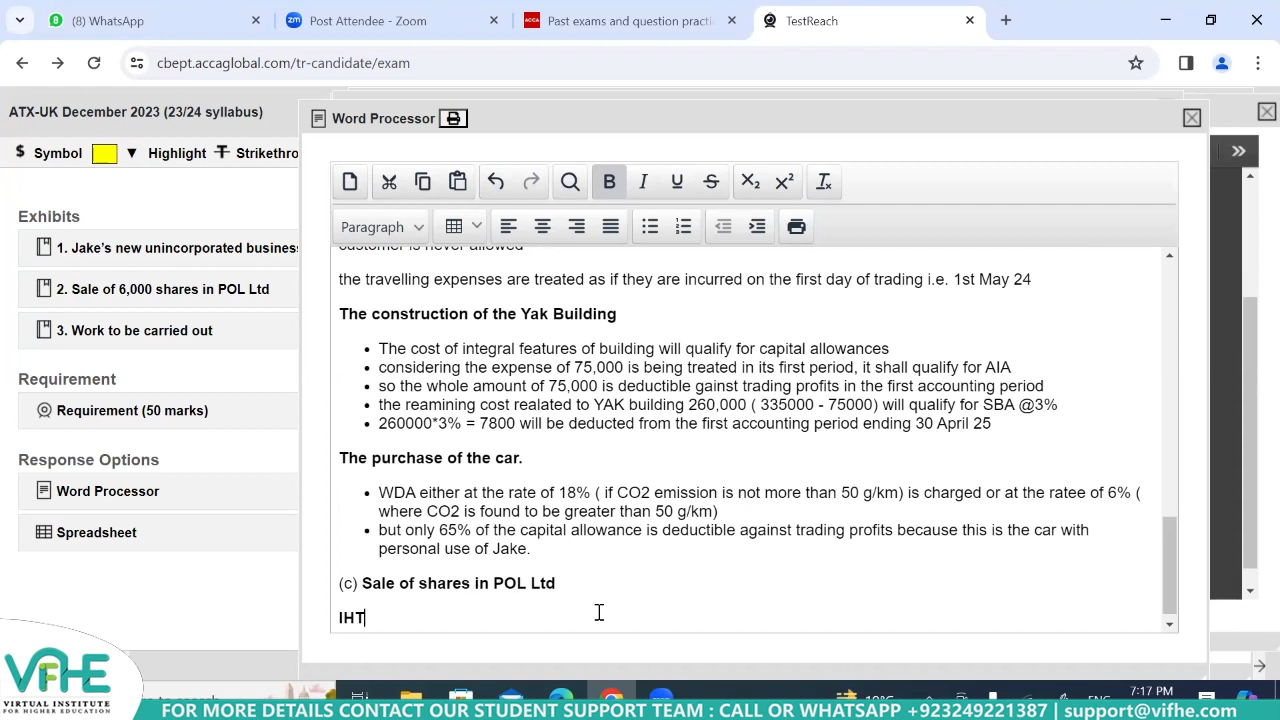 WhatsApp
Post Attendee - Zoom
Past exams and question practi
TestReach
cbept.accaglobal.com/tr-candidate/exam
ATX-UK December 2023 (23/24 syllabus)
Word Processor
$ Symbol
Highlight
Strikethro
Paragraph
Exhibits
1. Jake's new unincorporated business
2. Sale of 6,000 shares in POL Ltd
3. Work to be carried out
Requirement
Requirement (50 marks)
Response Options
Word Processor
Spreadsheet
customer is never allowed
the travelling expenses are treated as if they are incurred on the first day of trading i.e. 1st May 24
The construction of the Yak Building
• The cost of integral features of building will qualify for capital allowances
• considering the expense of 75,000 is being treated in its first period, it shall qualify for AIA
• so the whole amount of 75,000 is deductible gainst trading profits in the first accounting period
• the reamining cost realated to YAK building 260,000 ( 335000 - 75000) will qualify for SBA @3%
• 260000*3% = 7800 will be deducted from the first accounting period ending 30 April 25
The purchase of the car.
• WDA either at the rate of 18% ( if CO2 emission is not more than 50 g/km) is charged or at the ratee of 6% (
where CO2 is found to be greater than 50 g/km)
• but only 65% of the capital allowance is deductible against trading profits because this is the car with
personal use of Jake.
(c) Sale of shares in POL Ltd
IHT
7:17 PM
VIFHE
VIRTUAL INSTITUTE
FOR HIGHER EDUCATION
FOR MORE DETAILS CONTACT OUR STUDENT SUPPORT TEAM : CALL OR WHATSAPP +923249221387 | support@vifhe.com